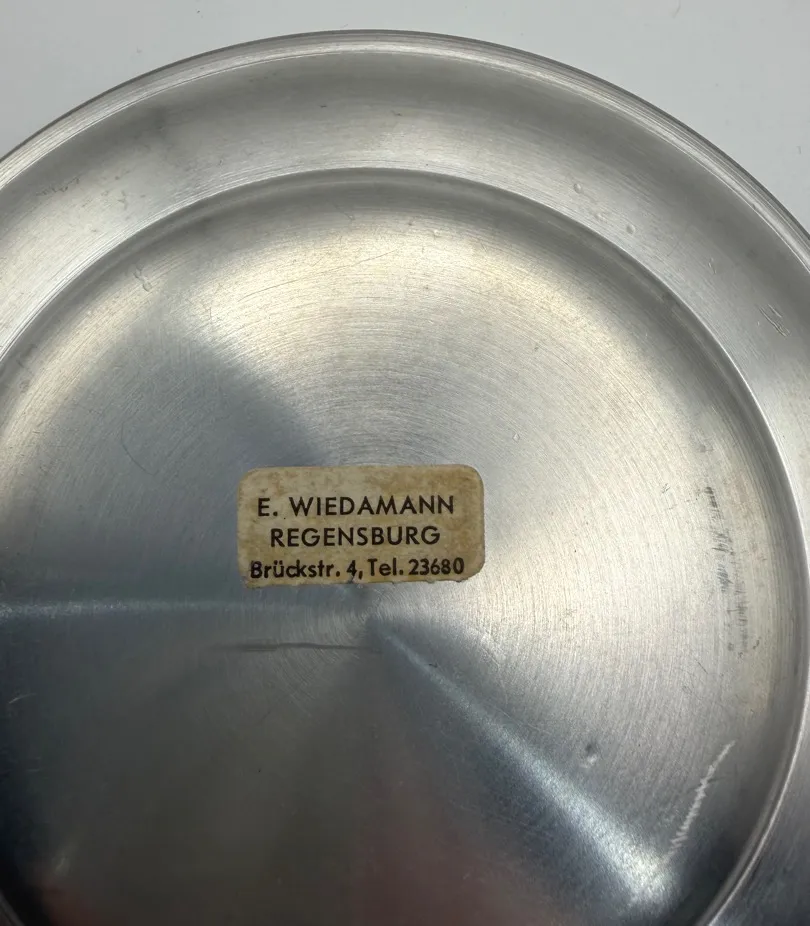 E. WIEDAMANN
REGENSBURG
Brückstr. 4, Tel. 23680